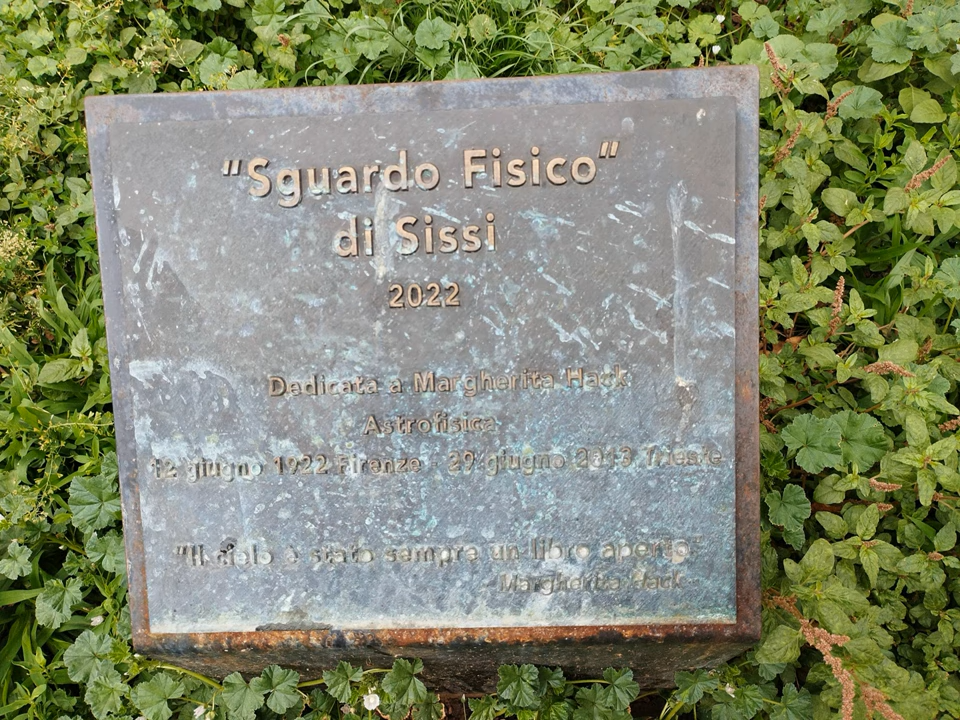 "Sguardo Fisico"
di Sissi
2022
Dedicata a Margherita Hack
Astrofisica
12 giugno 1922 Firenze - 29 giugno 2013 Trieste
"Il cielo è stato sempre un libro aperto"
Margherita Hack